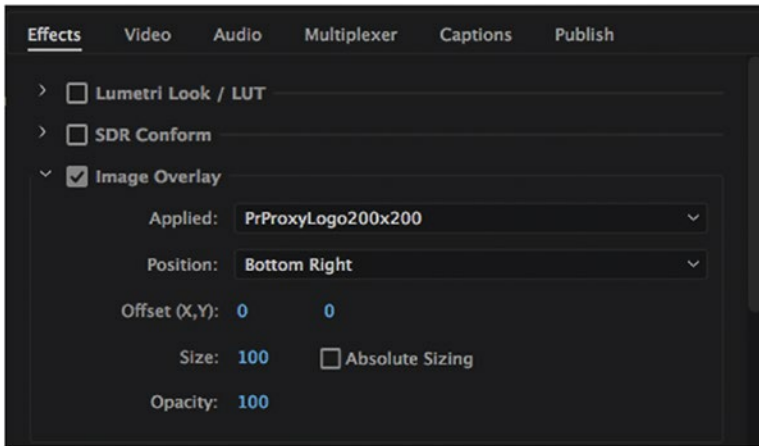 Effects Video Audio Multiplexer Captions Publish
Lumetri Look / LUT
SDR Conform
Image Overlay
Applied: PrProxyLogo200x200
Position: Bottom Right
Offset (X,Y): 0 0
Size: 100 Absolute Sizing
Opacity: 100